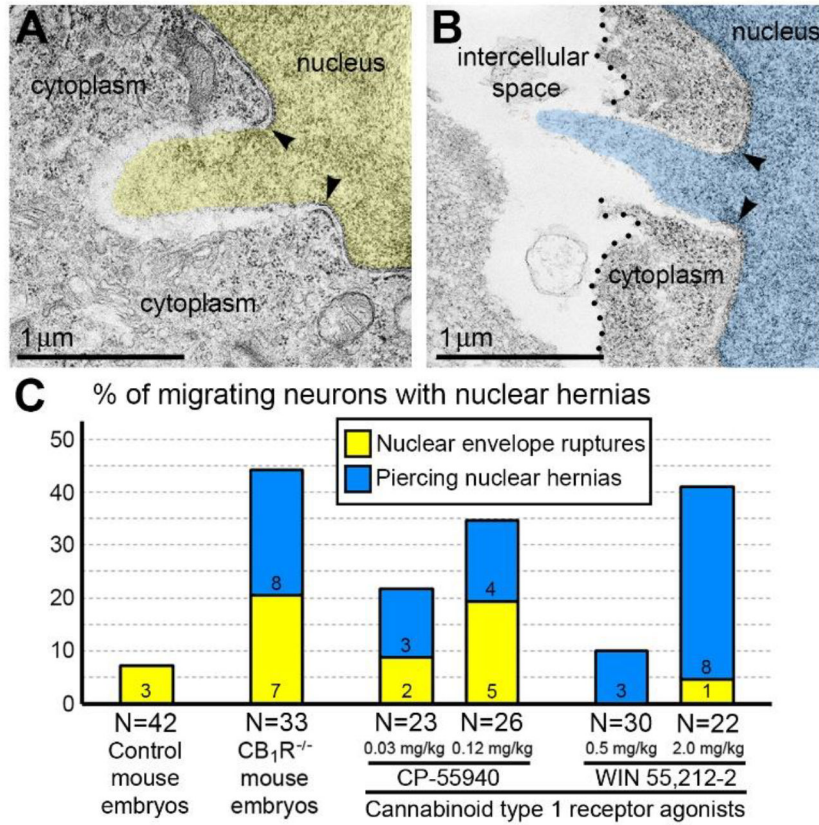 A
nucleus
cytoplasm
cytoplasm
1 µm
B
nucleus
intercellular
space
cytoplasm
1 µm
C % of migrating neurons with nuclear hernias
Nuclear envelope ruptures
Piercing nuclear hernias
50
40
30
20
10
0
3
8
7
3
2
4
5
3
8
1
N=42 N=33 N=23 N=26 N=30 N=22
Control
mouse
embryos
CB₁R⁻/⁻
mouse
embryos
0.03 mg/kg 0.12 mg/kg 0.5 mg/kg 2.0 mg/kg
CP-55940 WIN 55,212-2
Cannabinoid type 1 receptor agonists